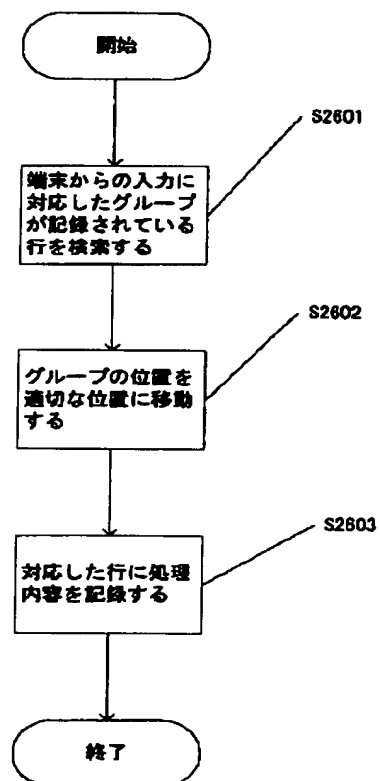 開始
S2601
端末からの入力に
対応したグループ
が記録されている
行を検索する
S2602
グループの位置を
適切な位置に移動
する
S2603
対応した行に処理
内容を記録する
終了